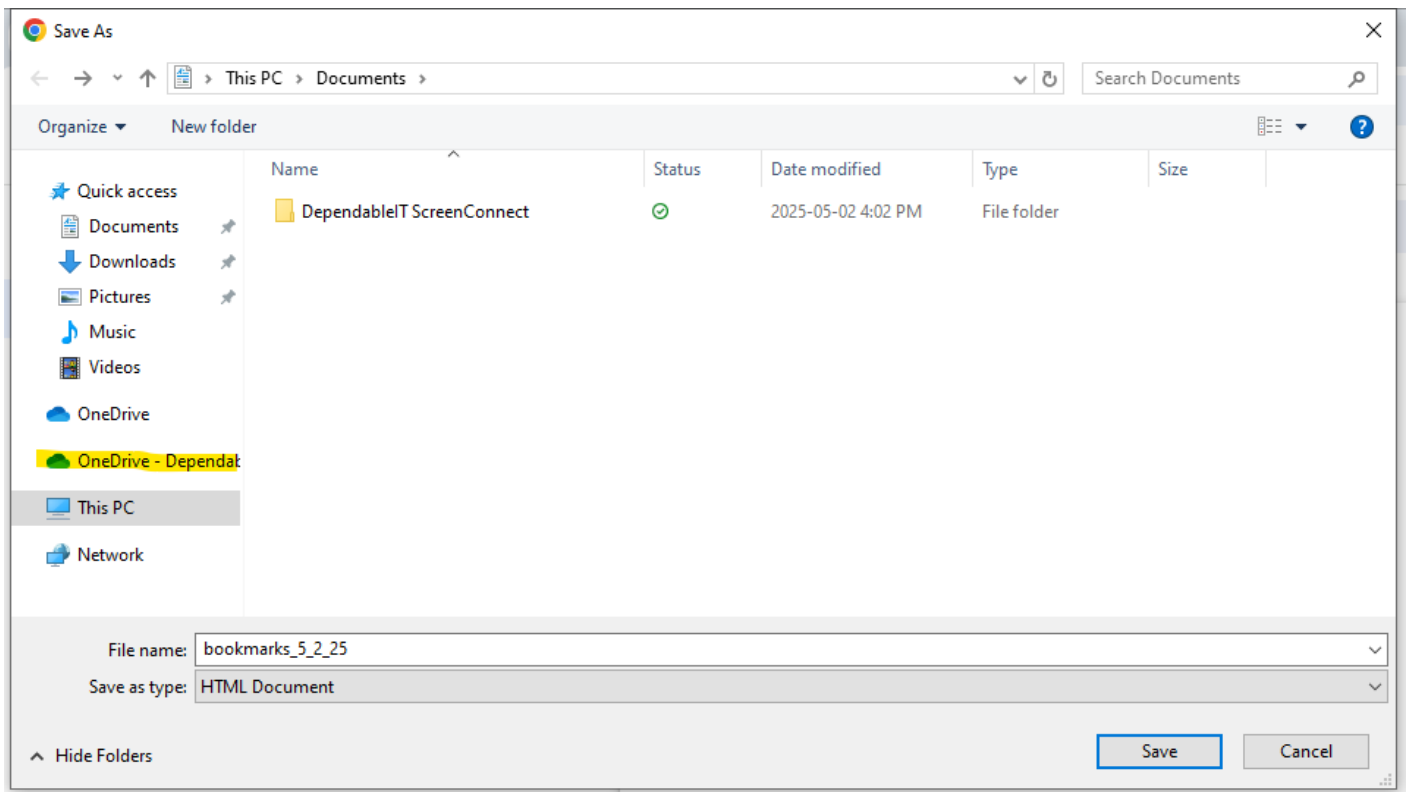 Save As
This PC > Documents >
Search Documents
Organize
New folder
Name
Status
Date modified
Type
Size
Quick access
Documents
Downloads
Pictures
Music
Videos
OneDrive
OneDrive - Dependab
This PC
Network
DependableIT ScreenConnect
2025-05-02 4:02 PM
File folder
File name: bookmarks_5_2_25
Save as type: HTML Document
Hide Folders
Save
Cancel